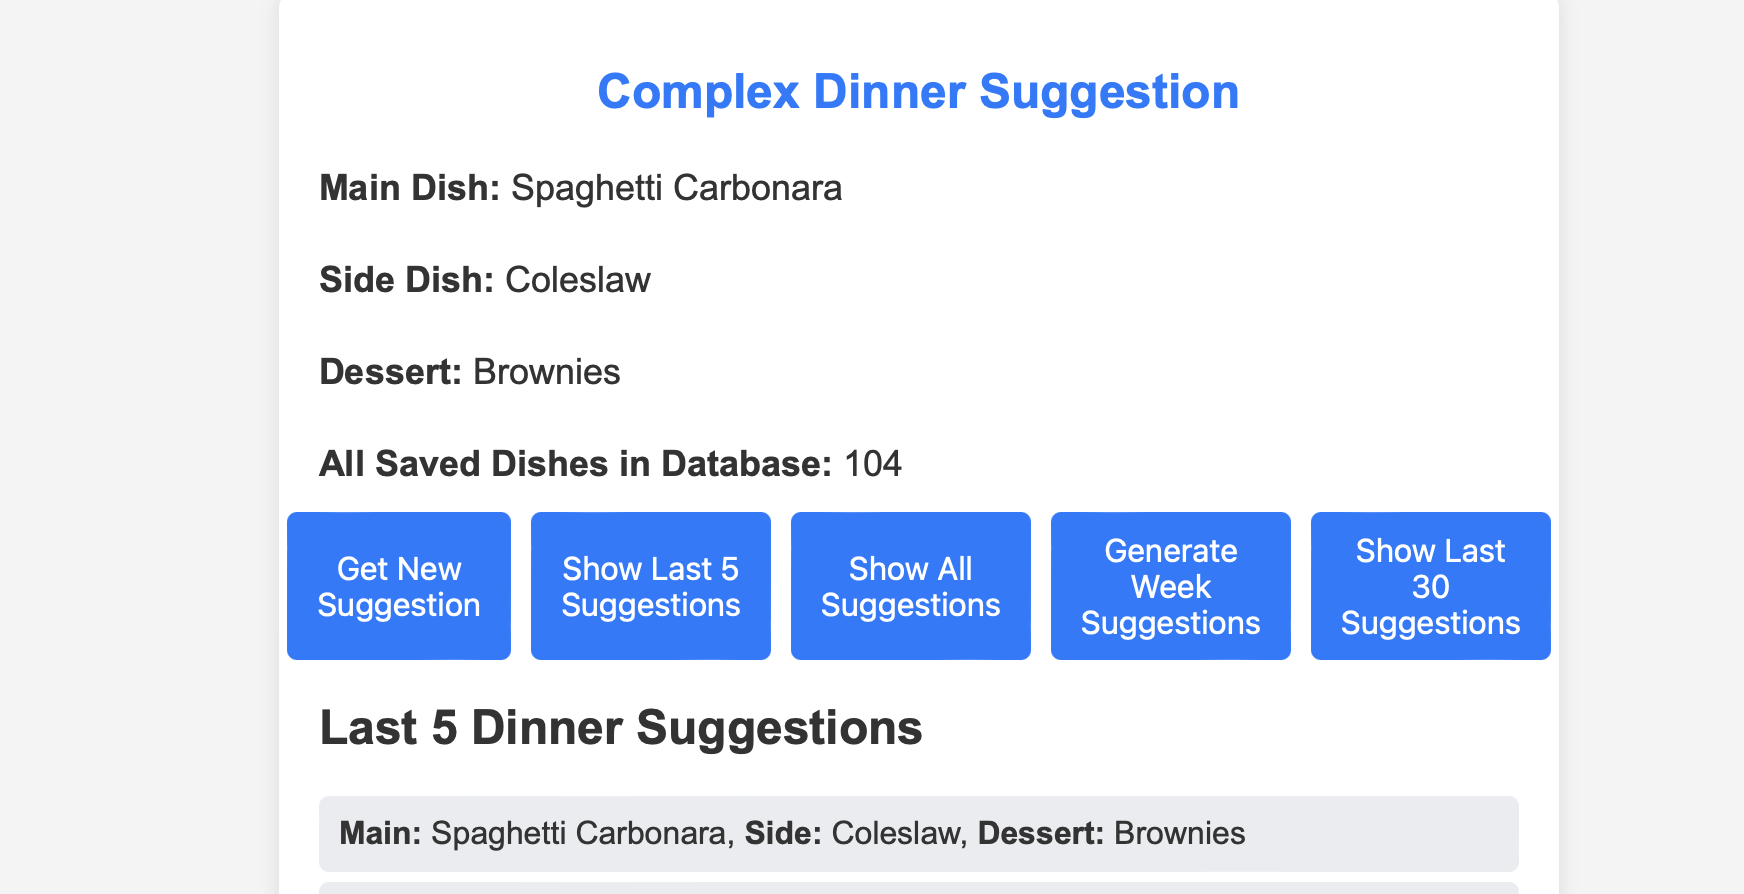 Complex Dinner Suggestion
Main Dish: Spaghetti Carbonara
Side Dish: Coleslaw
Dessert: Brownies
All Saved Dishes in Database: 104
Get New
Suggestion
Show Last 5
Suggestions
Show All
Suggestions
Generate
Week
Suggestions
Show Last
30
Suggestions
Last 5 Dinner Suggestions
Main: Spaghetti Carbonara, Side: Coleslaw, Dessert: Brownies